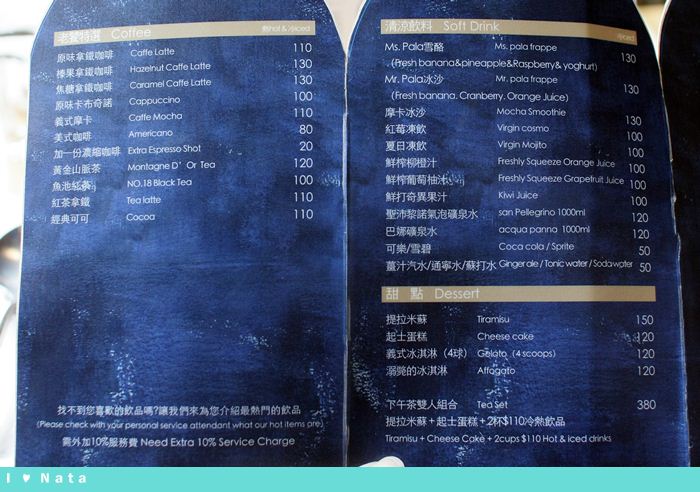 老饕特選 Coffee 熱hot & 冰iced
原味拿鐵咖啡 Caffe Latte 110
榛果拿鐵咖啡 Hazelnut Caffe Latte 130
焦糖拿鐵咖啡 Caramel Caffe Latte 130
原味卡布奇諾 Cappuccino 100
義式摩卡 Caffe Mocha 110
美式咖啡 Americano 80
加一份濃縮咖啡 Extra Espresso Shot 20
黃金山脈茶 Montagne D’Or Tea 120
魚池紅茶 NO.18 Black Tea 100
紅茶拿鐵 Tea latte 110
經典可可 Cocoa 110
找不到您喜歡的飲品嗎?讓我們來為您介紹最熱門的飲品
(Please check with your personal service attendant what our hot items are)
需外加10%服務費 Need Extra 10% Service Charge
清涼飲料 Soft Drink 冰iced
Ms. Pala雪酪 Ms. pala frappe
(Fresh banana&pineapple&Raspberry& yoghurt) 130
Mr. Pala冰沙 Mr. pala frappe
(Fresh banana. Cranberry. Orange Juice) 130
摩卡冰沙 Mocha Smoothie 130
紅莓凍飲 Virgin cosmo 100
夏日凍飲 Virgin Mojito 100
鮮榨柳橙汁 Freshly Squeeze Orange Juice 100
鮮榨葡萄柚汁 Freshly Squeeze Grapefruit Juice 100
鮮打奇異果汁 Kiwi Juice 100
聖沛黎諾氣泡礦泉水 san Pellegrino 1000ml 120
巴娜礦泉水 acqua panna 1000ml 120
可樂/雪碧 Coca cola / Sprite 50
薑汁汽水/通寧水/蘇打水 Ginger ale / Tonic water / Soda water 50
甜 點 Dessert
提拉米蘇 Tiramisu 150
起士蛋糕 Cheese cake 120
義式冰淇淋（4球） Gelato（4 scoops） 120
溺斃的冰淇淋 Affogato 120
下午茶雙人組合 Tea Set 380
提拉米蘇＋起士蛋糕＋2杯$110冷熱飲品
Tiramisu + Cheese Cake + 2cups $110 Hot & iced drinks
I ♥ Nata